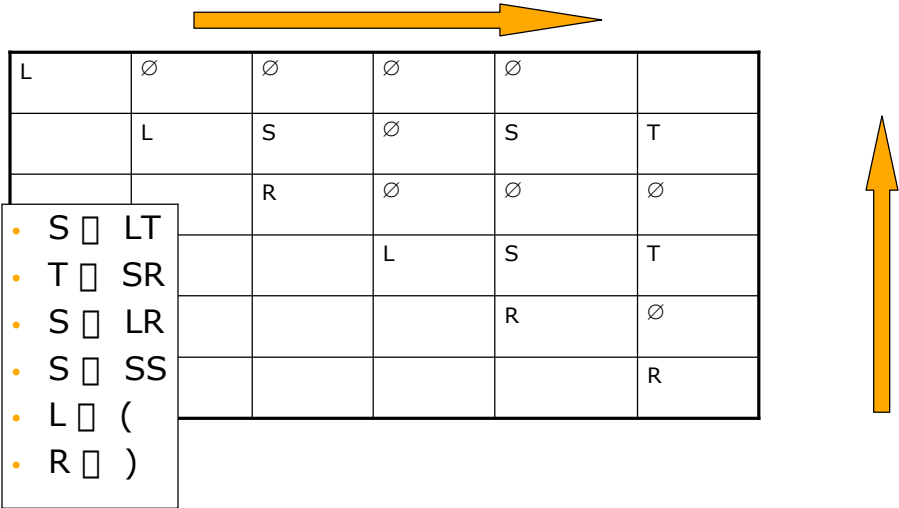 L ∅ ∅ ∅ ∅
L S ∅ S T
R ∅ ∅ ∅
L S T
R ∅
R
• S▯ LT
• T▯ SR
• S▯ LR
• S▯ SS
• L▯ (
• R▯ )